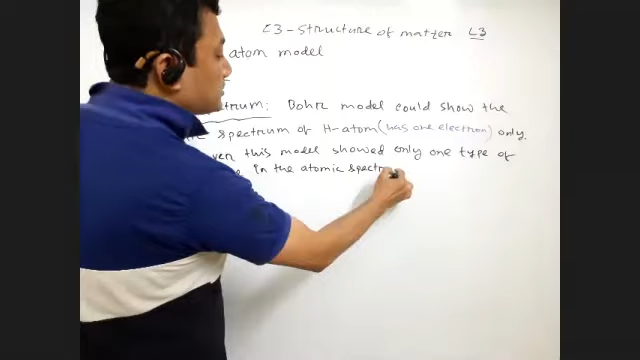 C3 - Structure of matter L3
atom model
trum: Bohr model could show the
spectrum of H-atom (has one electron) only.
ven this model showed only one type of
in the atomic spectr